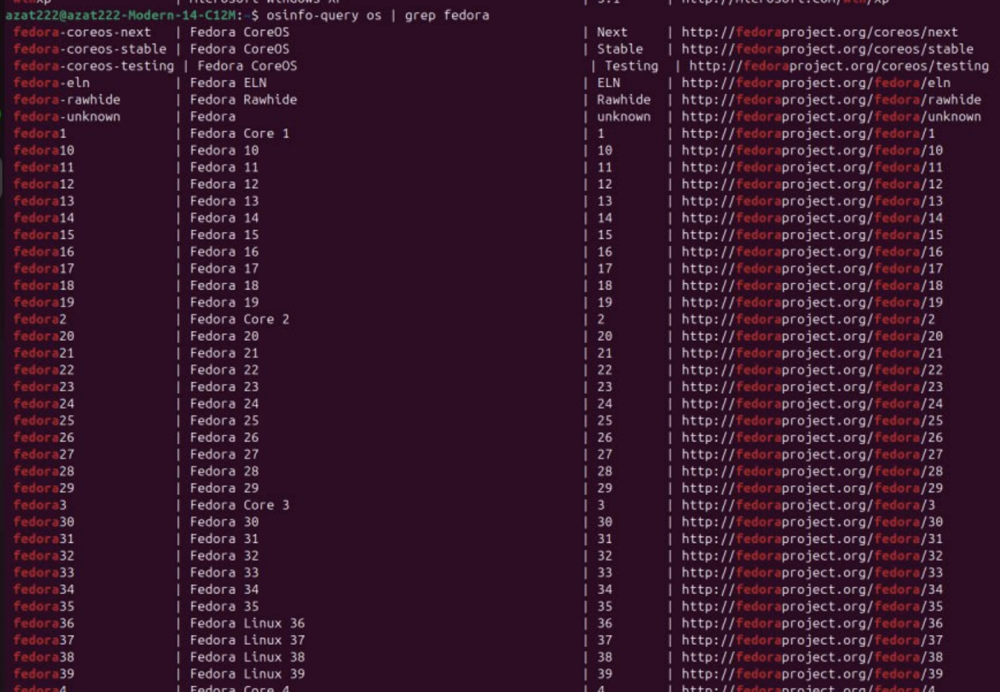 winxp | Microsoft Windows XP | 5.1 | http://microsoft.com/win/xp
azat222@azat222-Modern-14-C12M:~$ osinfo-query os | grep fedora
fedora-coreos-next | Fedora CoreOS | Next | http://fedoraproject.org/coreos/next
fedora-coreos-stable | Fedora CoreOS | Stable | http://fedoraproject.org/coreos/stable
fedora-coreos-testing | Fedora CoreOS | Testing | http://fedoraproject.org/coreos/testing
fedora-eln | Fedora ELN | ELN | http://fedoraproject.org/fedora/eln
fedora-rawhide | Fedora Rawhide | Rawhide | http://fedoraproject.org/fedora/rawhide
fedora-unknown | Fedora | unknown | http://fedoraproject.org/fedora/unknown
fedora1 | Fedora Core 1 | 1 | http://fedoraproject.org/fedora/1
fedora10 | Fedora 10 | 10 | http://fedoraproject.org/fedora/10
fedora11 | Fedora 11 | 11 | http://fedoraproject.org/fedora/11
fedora12 | Fedora 12 | 12 | http://fedoraproject.org/fedora/12
fedora13 | Fedora 13 | 13 | http://fedoraproject.org/fedora/13
fedora14 | Fedora 14 | 14 | http://fedoraproject.org/fedora/14
fedora15 | Fedora 15 | 15 | http://fedoraproject.org/fedora/15
fedora16 | Fedora 16 | 16 | http://fedoraproject.org/fedora/16
fedora17 | Fedora 17 | 17 | http://fedoraproject.org/fedora/17
fedora18 | Fedora 18 | 18 | http://fedoraproject.org/fedora/18
fedora19 | Fedora 19 | 19 | http://fedoraproject.org/fedora/19
fedora2 | Fedora Core 2 | 2 | http://fedoraproject.org/fedora/2
fedora20 | Fedora 20 | 20 | http://fedoraproject.org/fedora/20
fedora21 | Fedora 21 | 21 | http://fedoraproject.org/fedora/21
fedora22 | Fedora 22 | 22 | http://fedoraproject.org/fedora/22
fedora23 | Fedora 23 | 23 | http://fedoraproject.org/fedora/23
fedora24 | Fedora 24 | 24 | http://fedoraproject.org/fedora/24
fedora25 | Fedora 25 | 25 | http://fedoraproject.org/fedora/25
fedora26 | Fedora 26 | 26 | http://fedoraproject.org/fedora/26
fedora27 | Fedora 27 | 27 | http://fedoraproject.org/fedora/27
fedora28 | Fedora 28 | 28 | http://fedoraproject.org/fedora/28
fedora29 | Fedora 29 | 29 | http://fedoraproject.org/fedora/29
fedora3 | Fedora Core 3 | 3 | http://fedoraproject.org/fedora/3
fedora30 | Fedora 30 | 30 | http://fedoraproject.org/fedora/30
fedora31 | Fedora 31 | 31 | http://fedoraproject.org/fedora/31
fedora32 | Fedora 32 | 32 | http://fedoraproject.org/fedora/32
fedora33 | Fedora 33 | 33 | http://fedoraproject.org/fedora/33
fedora34 | Fedora 34 | 34 | http://fedoraproject.org/fedora/34
fedora35 | Fedora 35 | 35 | http://fedoraproject.org/fedora/35
fedora36 | Fedora Linux 36 | 36 | http://fedoraproject.org/fedora/36
fedora37 | Fedora Linux 37 | 37 | http://fedoraproject.org/fedora/37
fedora38 | Fedora Linux 38 | 38 | http://fedoraproject.org/fedora/38
fedora39 | Fedora Linux 39 | 39 | http://fedoraproject.org/fedora/39
fedora4 | Fedora Core 4 | 4 | http://fedoraproject.org/fedora/4